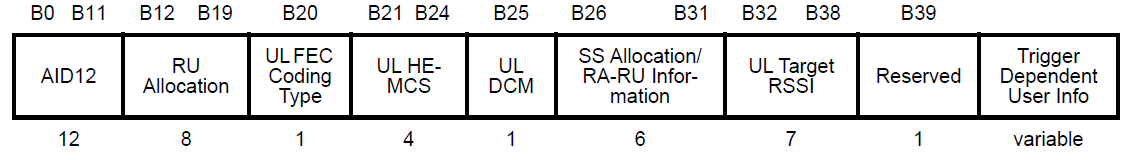 B0 B11 B12 B19 B20 B21 B24 B25 B26 B31 B32 B38 B39
AID12
RU
Allocation
UL FEC
Coding
Type
UL HE-
MCS
UL
DCM
SS Allocation/
RA-RU Infor-
mation
UL Target
RSSI
Reserved
Trigger
Dependent
User Info
12 8 1 4 1 6 7 1 variable